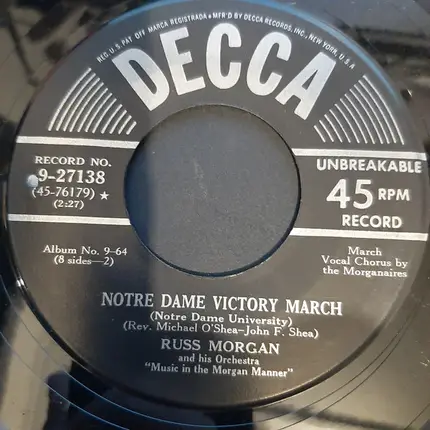 REG. U.S. PAT OFF MARCA REGISTRADA • MF'D BY DECCA RECORDS, INC., NEW YORK, U.S.A.
DECCA
RECORD NO.
9-27138
(45-76179) ★
(2:27)
UNBREAKABLE
45 RPM
RECORD
Album No. 9-64
(8 sides—2)
March
Vocal Chorus by
the Morganaires
NOTRE DAME VICTORY MARCH
(Notre Dame University)
(Rev. Michael O'Shea-John F. Shea)
RUSS MORGAN
and his Orchestra
"Music in the Morgan Manner"